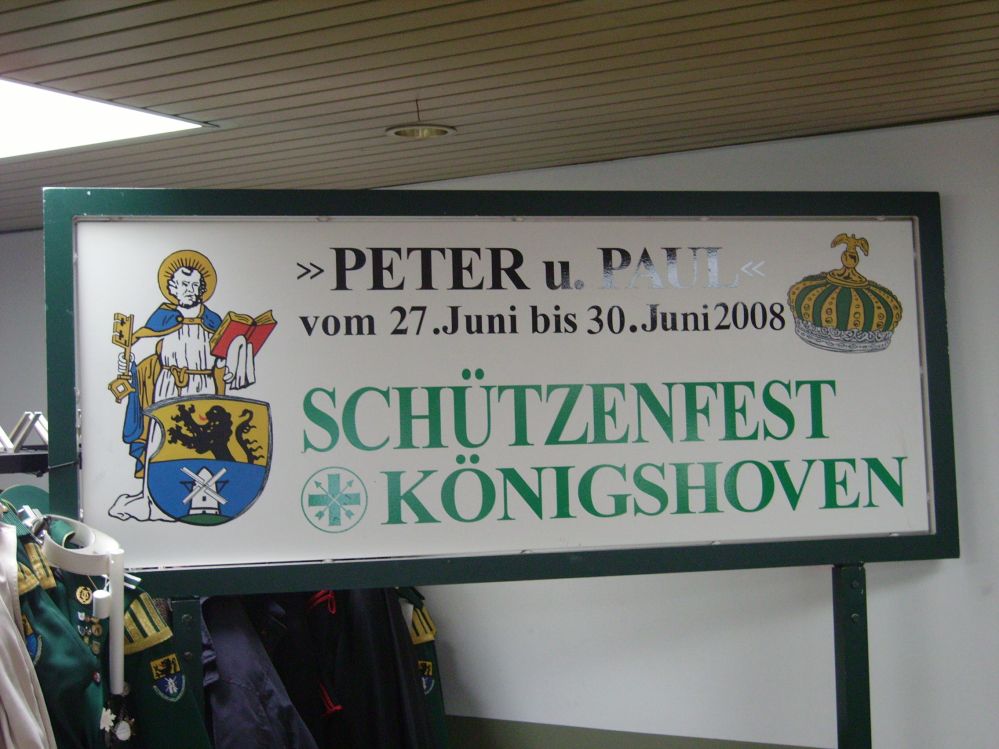 »PETER u. PAUL«
vom 27.Juni bis 30.Juni 2008
SCHÜTZENFEST
KÖNIGSHOVEN